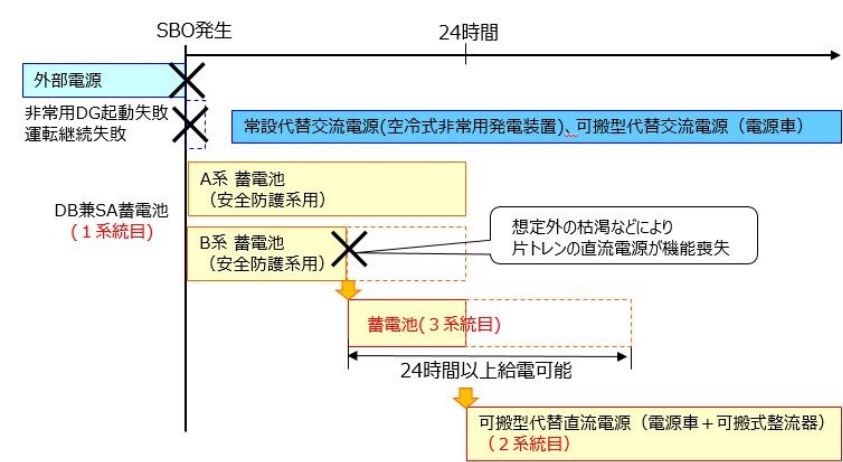 SBO発生
24時間
外部電源
非常用DG起動失敗
運転継続失敗
常設代替交流電源(空冷式非常用発電装置)、可搬型代替交流電源（電源車）
A系 蓄電池
（安全防護系用）
DB兼SA蓄電池
(１系統目)
B系 蓄電池
（安全防護系用）
想定外の枯渇などにより
片トレンの直流電源が機能喪失
蓄電池(３系統目)
24時間以上給電可能
可搬型代替直流電源（電源車＋可搬式整流器）
（２系統目）